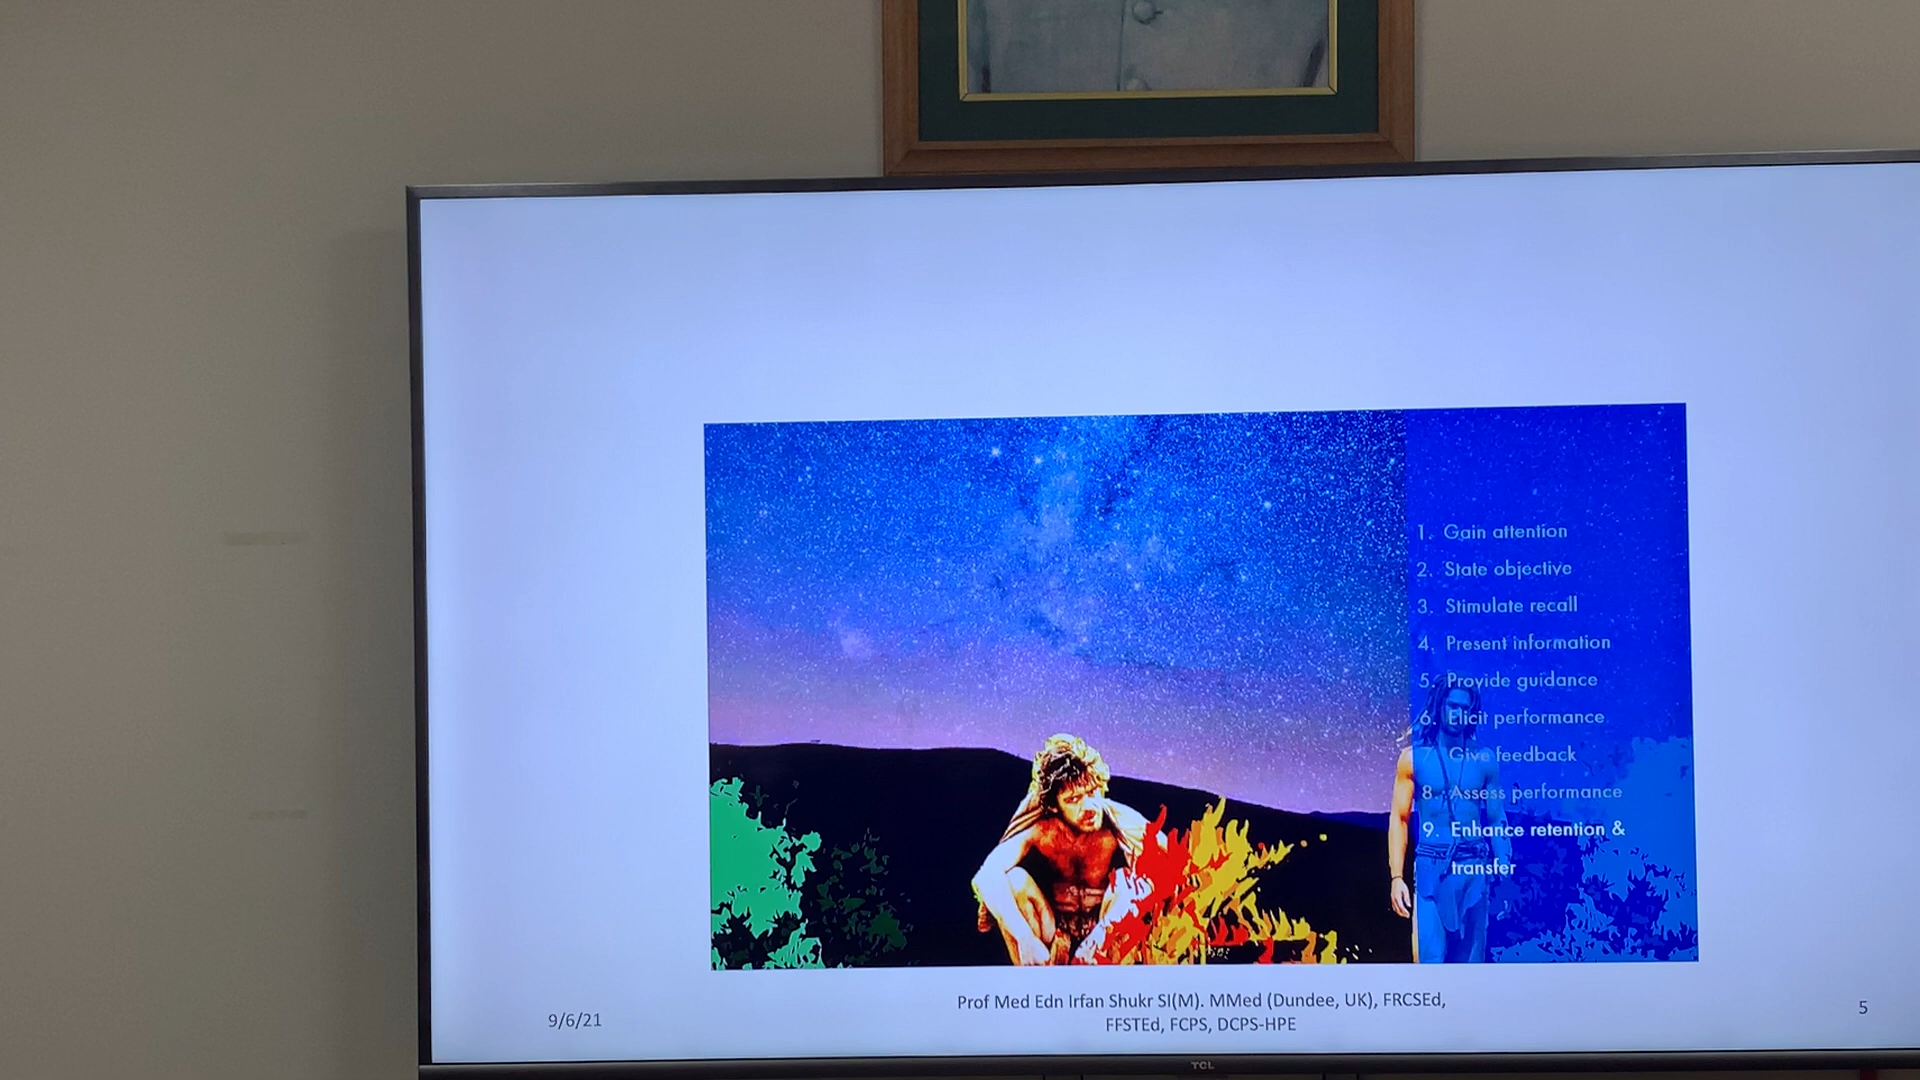 1. Gain attention
2. State objective
3. Stimulate recall
4. Present information
5. Provide guidance
6. Elicit performance
Give feedback
8. Assess performance
9. Enhance retention &
transfer
9/6/21
Prof Med Edn Irfan Shukr SI(M). MMed (Dundee, UK), FRCSEd,
FFSTEd, FCPS, DCPS-HPE
5
TCL